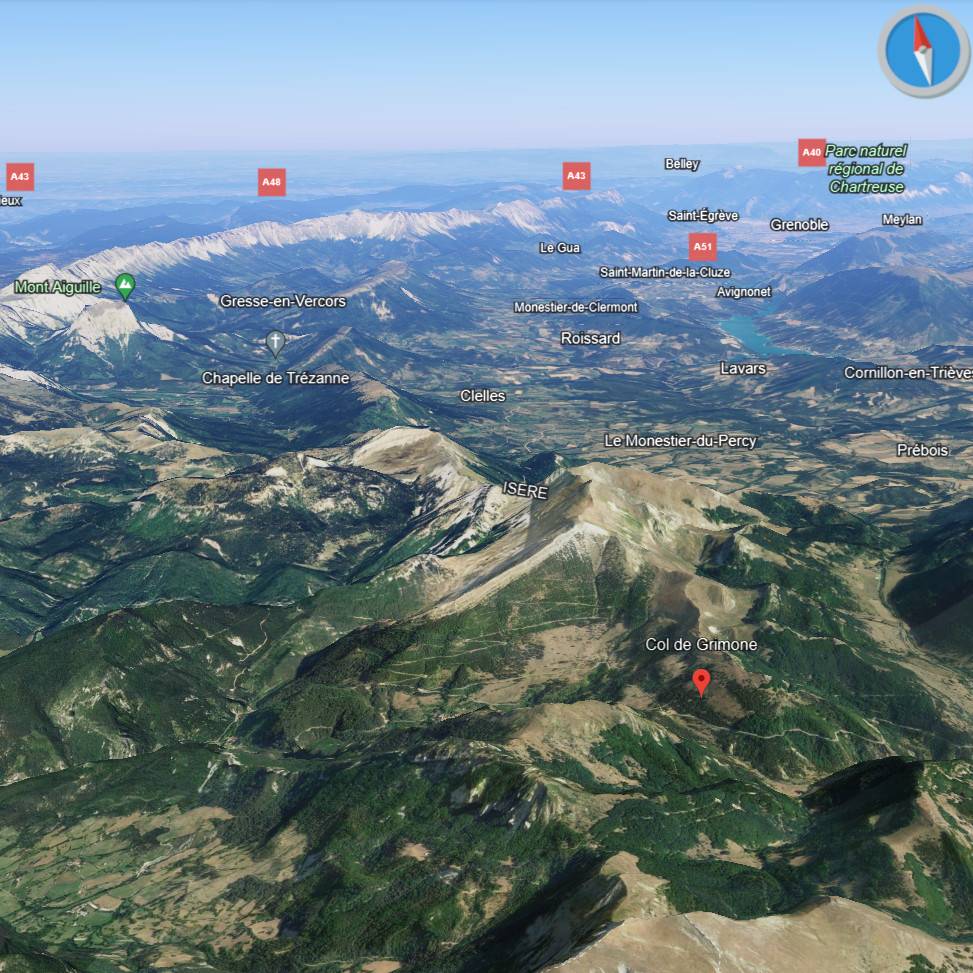 A40
Parc naturel
régional de
Chartreuse
Belley
A43
A48
A43
eux
Saint-Égrève
Grenoble
Meylan
Le Gua
A51
Saint-Martin-de-la-Cluze
Mont Aiguille
Avignonet
Gresse-en-Vercors
Monestier-de-Clermont
Roissard
Chapelle de Trézanne
Lavars
Cornillon-en-Trièves
Clelles
Le Monestier-du-Percy
Prébois
ISÈRE
Col de Grimone